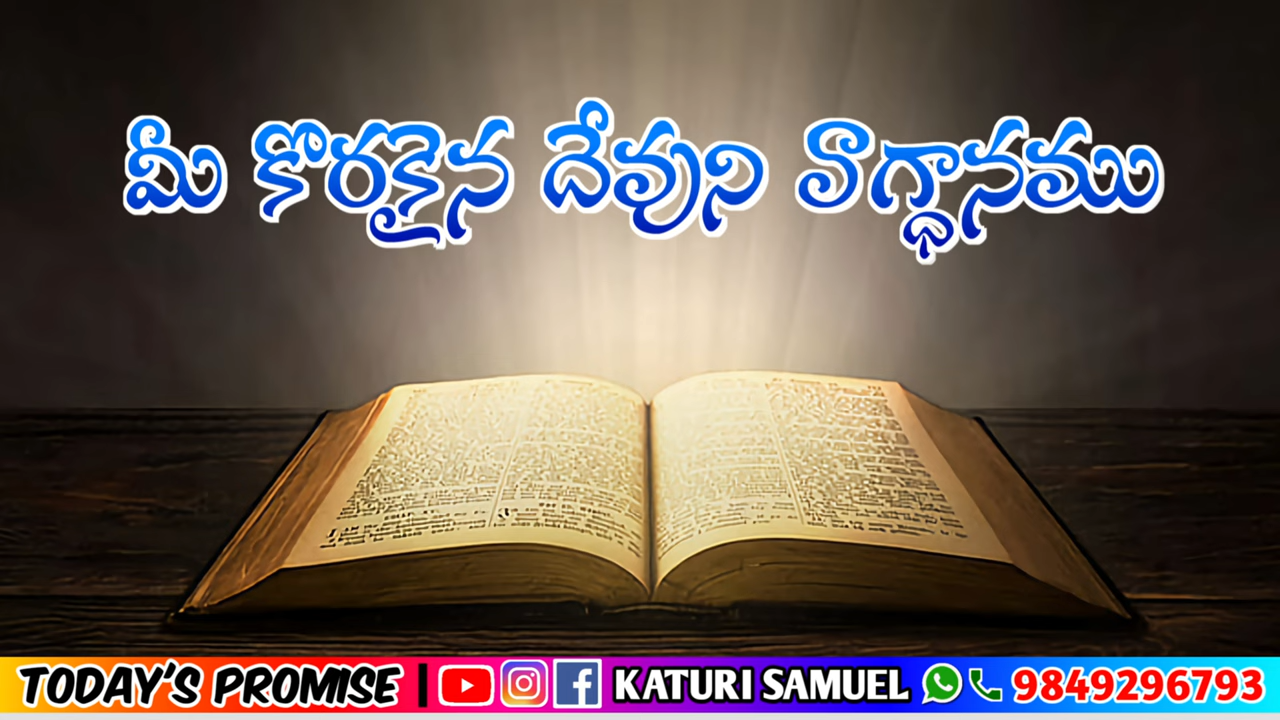 మీ కొరకైన దేవుని వాగ్ధానము
TODAY'S PROMISE | KATURI SAMUEL 9849296793